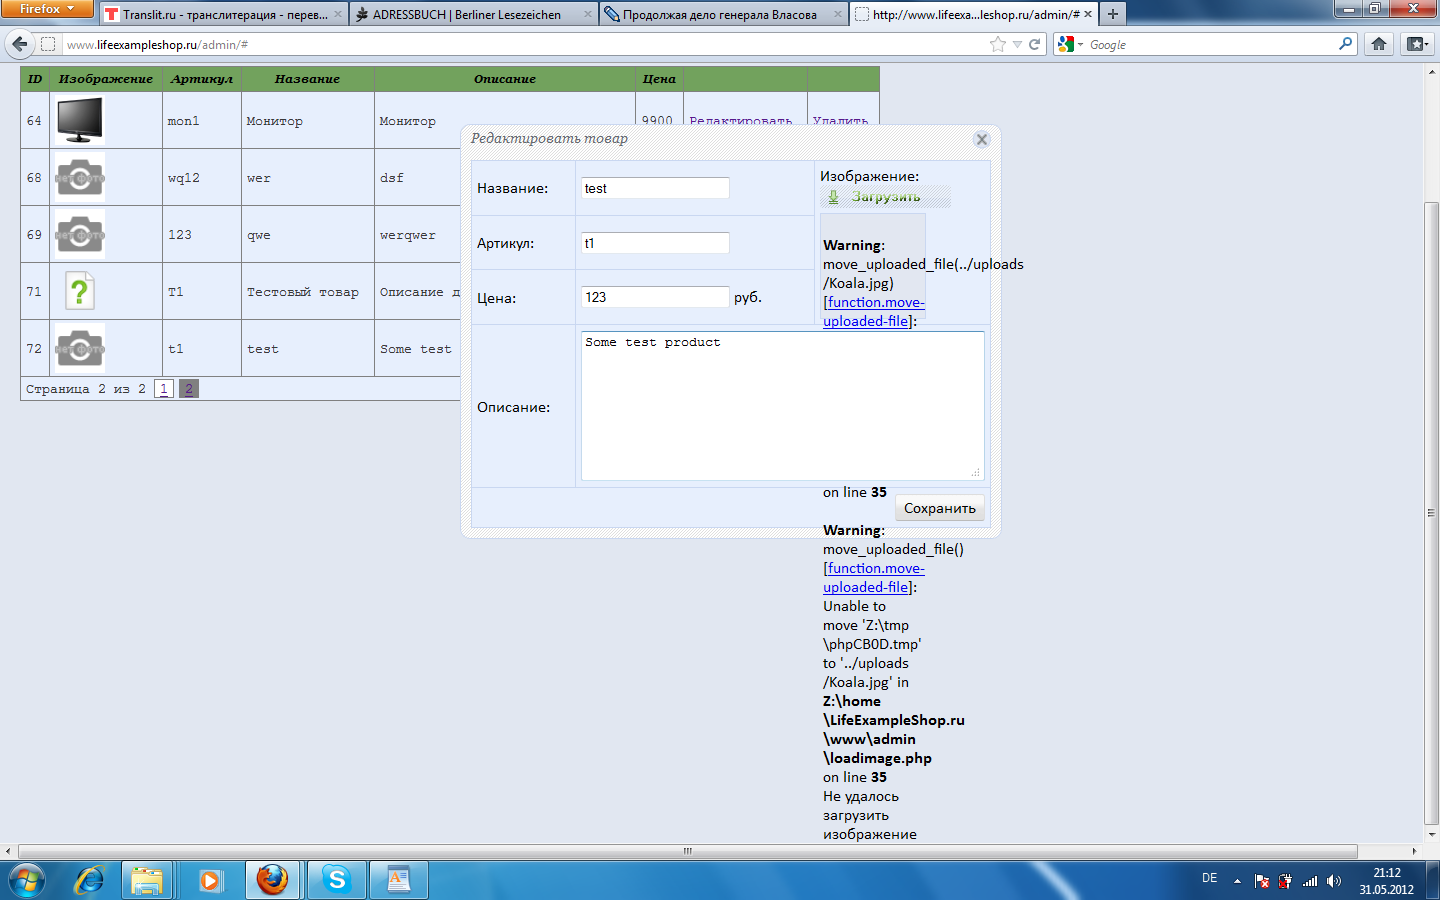 Firefox
Translit.ru - транслитерация - перев...
ADRESSBUCH | Berliner Lesezeichen
Продолжая дело генерала Власова
http://www.lifeexa...leshop.ru/admin/#
www.lifeexampleshop.ru/admin/#
Google
ID Изображение Артикул Название Описание Цена
64 mon1 Монитор Монитор 9900 Редактировать Удалить
68 нет фото wq12 wer dsf
69 нет фото 123 qwe werqwer
71 T1 Тестовый товар Описание д
72 нет фото t1 test Some test
Страница 2 из 2 1 2
Редактировать товар
Название: test
Артикул: t1
Цена: 123 руб.
Изображение:
Загрузить
Warning:
move_uploaded_file(../uploads
/Koala.jpg)
[function.move-
uploaded-file]:
Описание: Some test product
on line 35
Сохранить
Warning:
move_uploaded_file()
[function.move-
uploaded-file]:
Unable to
move 'Z:\tmp
\phpCB0D.tmp'
to '../uploads
/Koala.jpg' in
Z:\home
\LifeExampleShop.ru
\www\admin
\loadimage.php
on line 35
Не удалось
загрузить
изображение
DE
21:12
31.05.2012